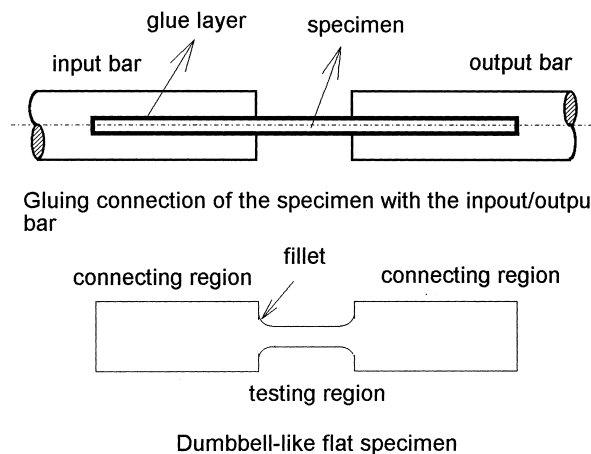 glue layer
specimen
input bar
output bar
Gluing connection of the specimen with the inpout/outpu
bar
fillet
connecting region
connecting region
testing region
Dumbbell-like flat specimen